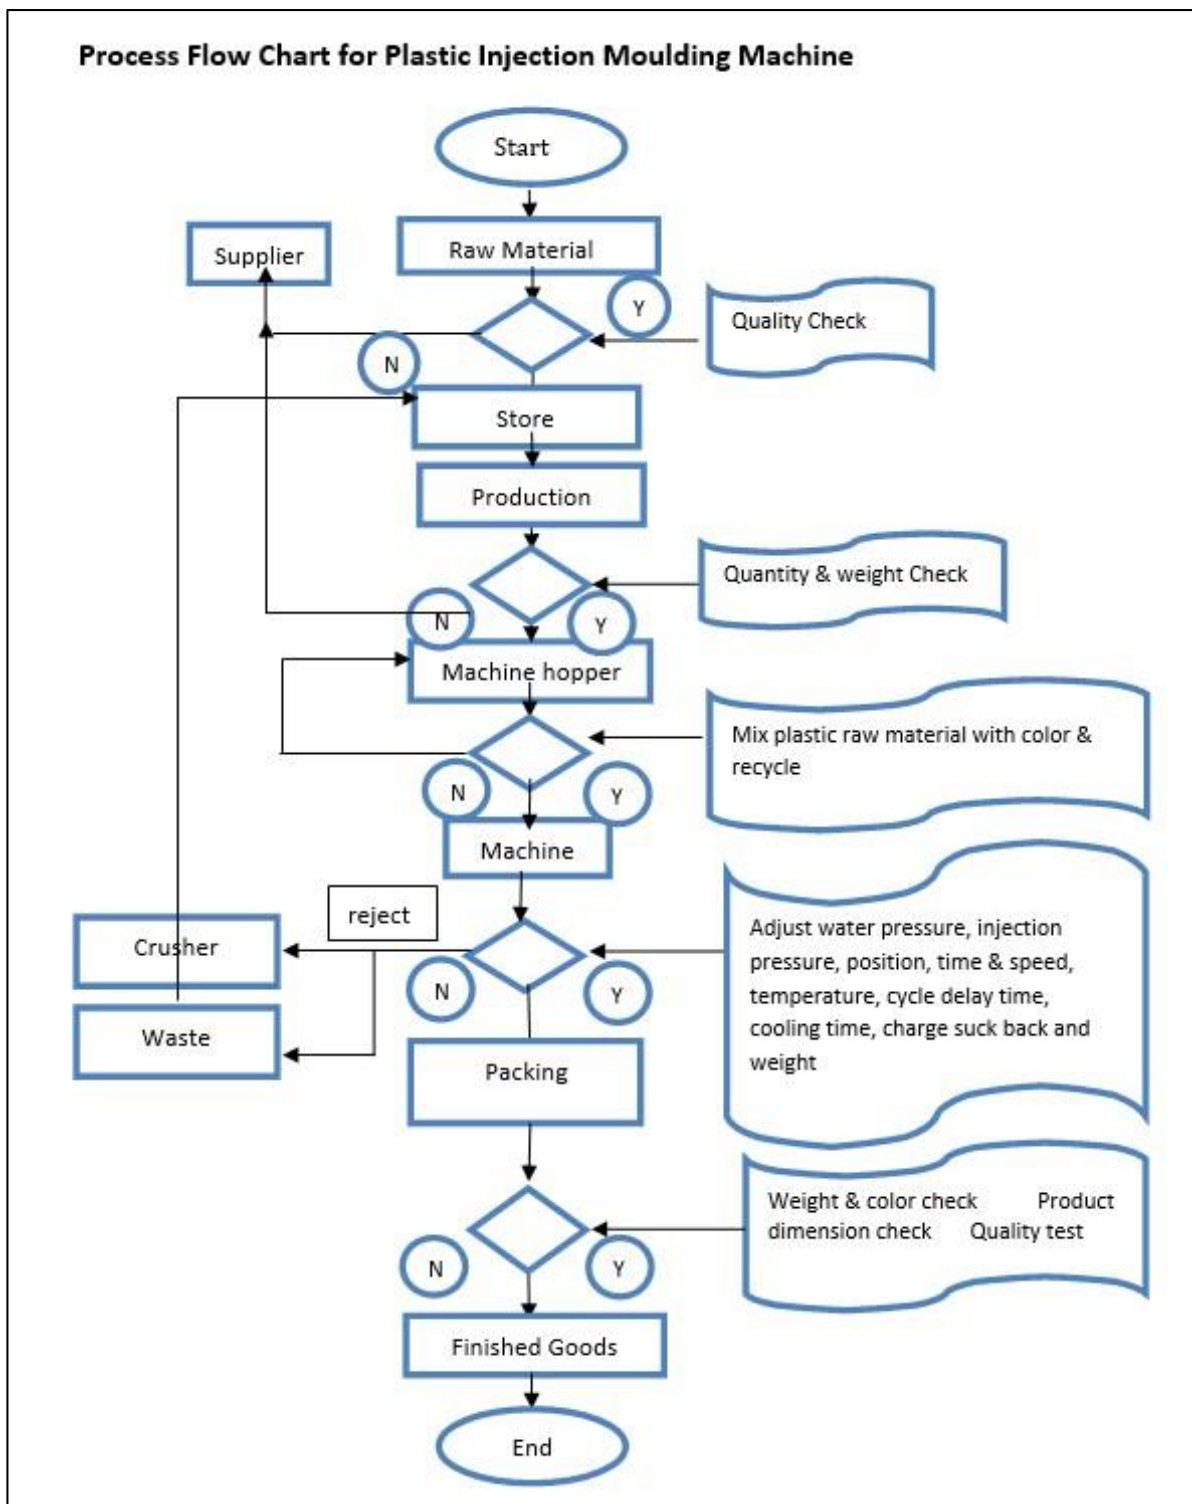 Process Flow Chart for Plastic Injection Moulding Machine
Start
Supplier
Raw Material
Y
Quality Check
N
Store
Production
Quantity & weight Check
N
Y
Machine hopper
Mix plastic raw material with color &
recycle
N
Y
Machine
reject
Crusher
Adjust water pressure, injection
pressure, position, time & speed,
temperature, cycle delay time,
cooling time, charge suck back and
weight
N
Y
Waste
Packing
Weight & color check Product
dimension check Quality test
N
Y
Finished Goods
End